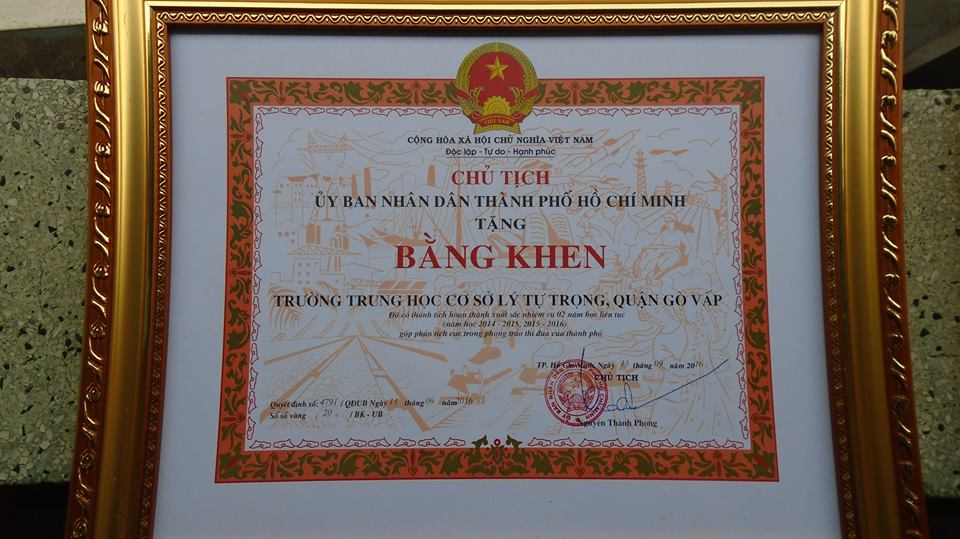 VIỆT NAM
CỘNG HÒA XÃ HỘI CHỦ NGHĨA VIỆT NAM
Độc lập - Tự do - Hạnh phúc
CHỦ TỊCH
ỦY BAN NHÂN DÂN THÀNH PHỐ HỒ CHÍ MINH
TẶNG
BẰNG KHEN
TRƯỜNG TRUNG HỌC CƠ SỞ LÝ TỰ TRỌNG, QUẬN GÒ VẤP
Đã có thành tích hoàn thành xuất sắc nhiệm vụ 02 năm học liên tục
(năm học 2014 - 2015, 2015 - 2016)
góp phần tích cực trong phong trào thi đua của thành phố
TP. Hồ Chí Minh, Ngày 13 tháng 09 năm 2016
CHỦ TỊCH
Quyết định số: 4791 / QĐUB Ngày 13 tháng 09 năm 2016
Số sổ vàng 20 / BK - UB
Nguyễn Thành Phong